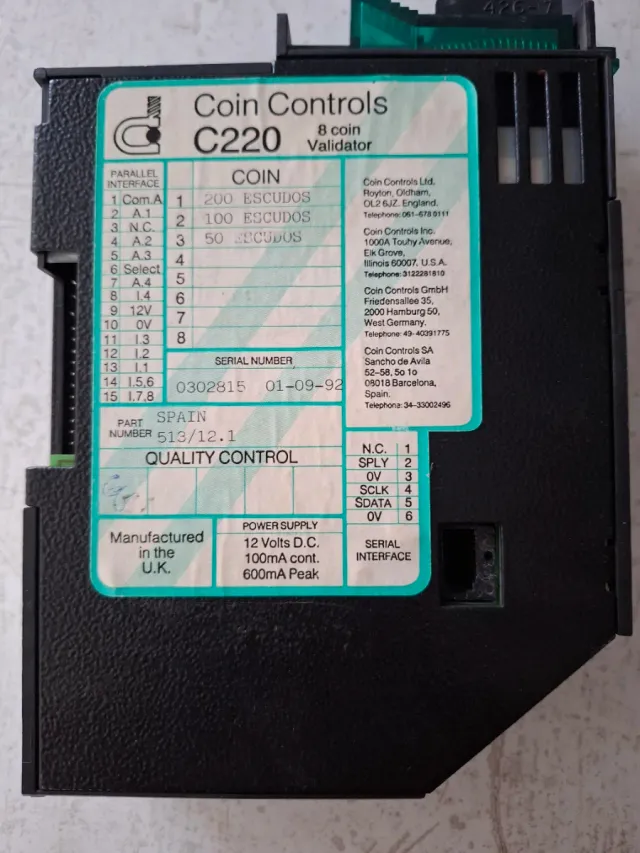 426-7
Coin Controls
C220 8 coin Validator
PARALLEL INTERFACE
1 Com.A
2 A.1
3 N.C.
4 A.2
5 A.3
6 Select
7 A.4
8 I.4
9 12V
10 0V
11 I.3
12 I.2
13 I.1
14 I.5,6
15 I.7,8
COIN
1 200 ESCUDOS
2 100 ESCUDOS
3 50 ESCUDOS
4
5
6
7
8
SERIAL NUMBER
0302815 01-09-92
Coin Controls Ltd.
Royton, Oldham,
OL2 6JZ. England.
Telephone: 061-678 0111
Coin Controls Inc.
1000A Touhy Avenue,
Elk Grove,
Illinois 60007. U.S.A.
Telephone: 3122281810
Coin Controls GmbH
Friedensallee 35,
2000 Hamburg 50,
West Germany.
Telephone: 49-40391775
Coin Controls SA
Sancho de Avila
52-58, 5o 1o
08018 Barcelona,
Spain.
Telephone: 34-33002496
PART NUMBER
SPAIN
513/12.1
QUALITY CONTROL
N.C. 1
SPLY 2
0V 3
SCLK 4
SDATA 5
0V 6
SERIAL
INTERFACE
Manufactured
in the
U.K.
POWER SUPPLY
12 Volts D.C.
100mA cont.
600mA Peak